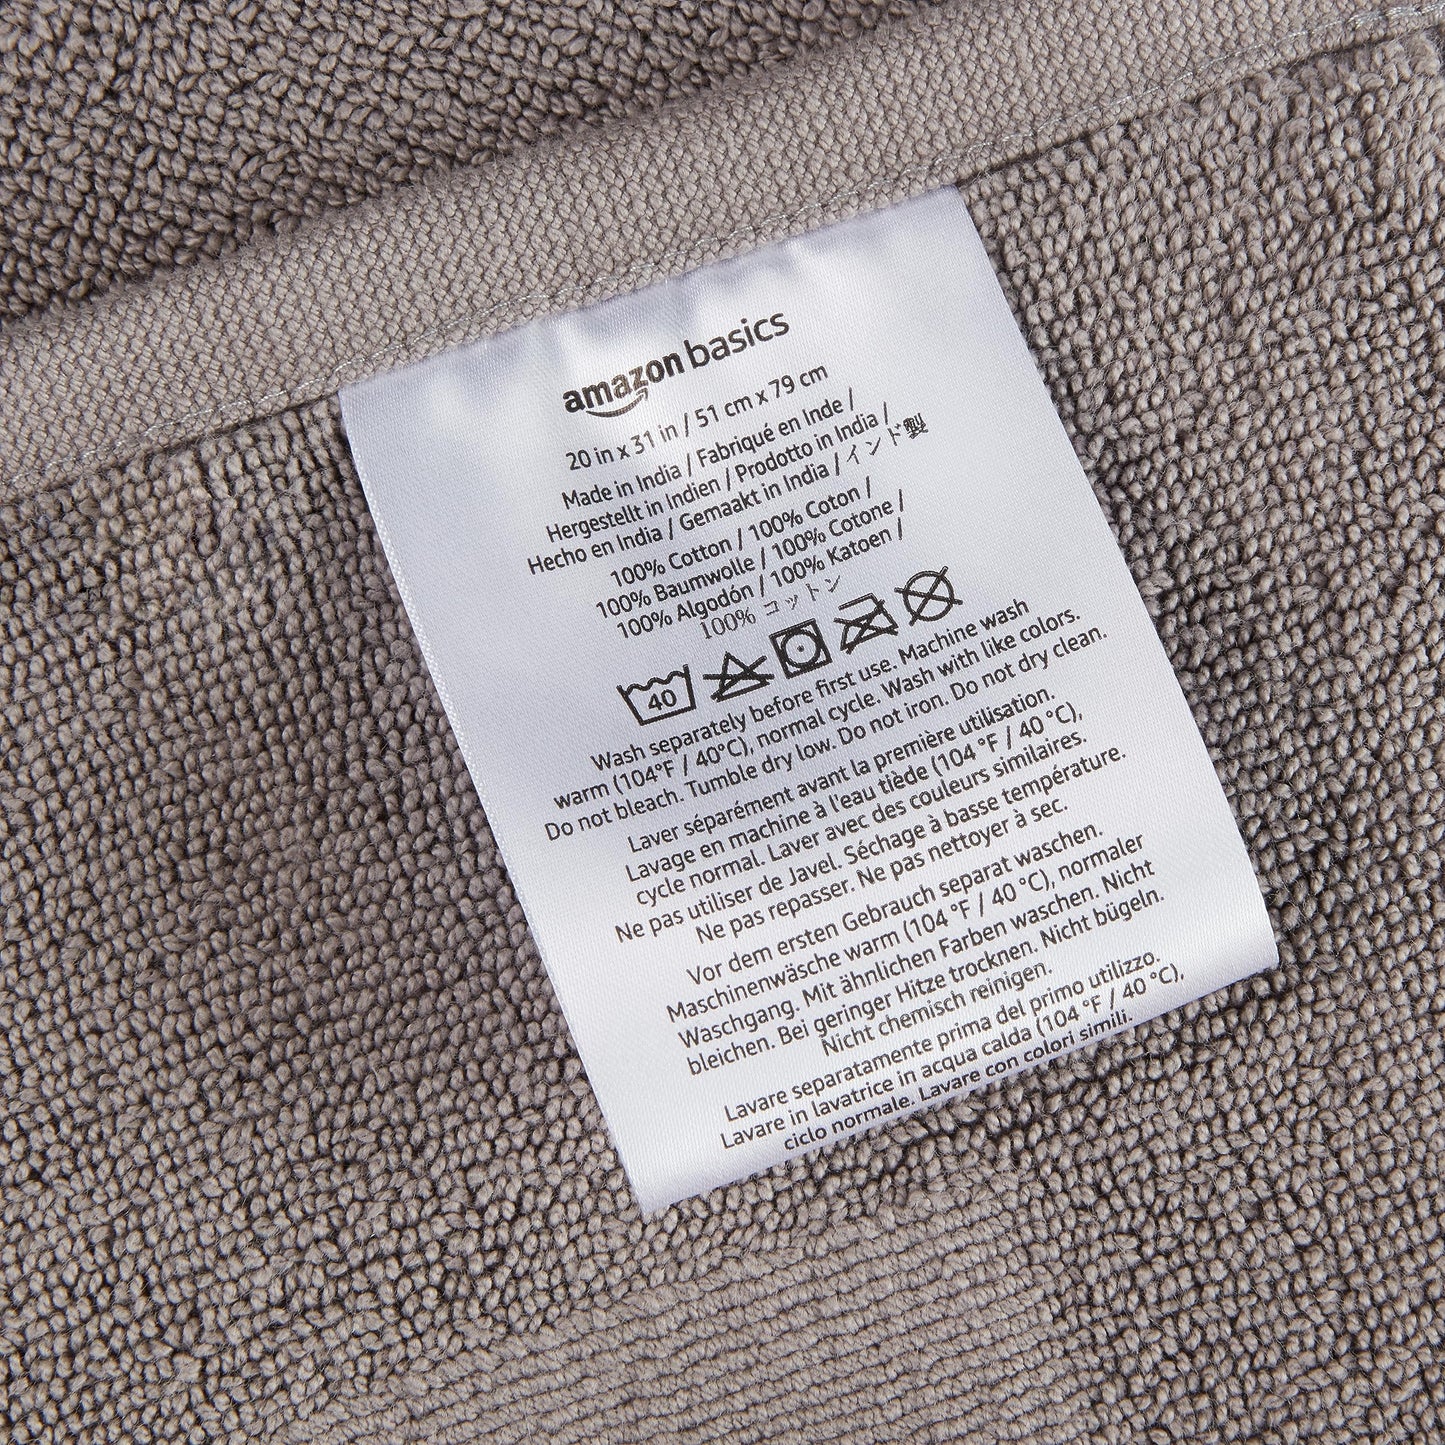 amazon basics
20 in x 31 in / 51 cm x 79 cm
Made in India / Fabriqué en Inde /
Hergestellt in Indien / Prodotto in India /
Hecho en India / Gemaakt in India / インド製
100% Cotton / 100% Coton /
100% Baumwolle / 100% Cotone /
100% Algodón / 100% Katoen /
100% コットン
40
Wash separately before first use. Machine wash
warm (104°F / 40°C), normal cycle. Wash with like colors.
Do not bleach. Tumble dry low. Do not iron. Do not dry clean.
Laver séparément avant la première utilisation.
Lavage en machine à l'eau tiède (104 °F / 40 °C),
cycle normal. Laver avec des couleurs similaires.
Ne pas utiliser de Javel. Séchage à basse température.
Ne pas repasser. Ne pas nettoyer à sec.
Vor dem ersten Gebrauch separat waschen.
Maschinenwäsche warm (104 °F / 40 °C), normaler
Waschgang. Mit ähnlichen Farben waschen. Nicht
bleichen. Bei geringer Hitze trocknen. Nicht bügeln.
Nicht chemisch reinigen.
Lavare separatamente prima del primo utilizzo.
Lavare in lavatrice in acqua calda (104 °F / 40 °C),
ciclo normale. Lavare con colori simili.